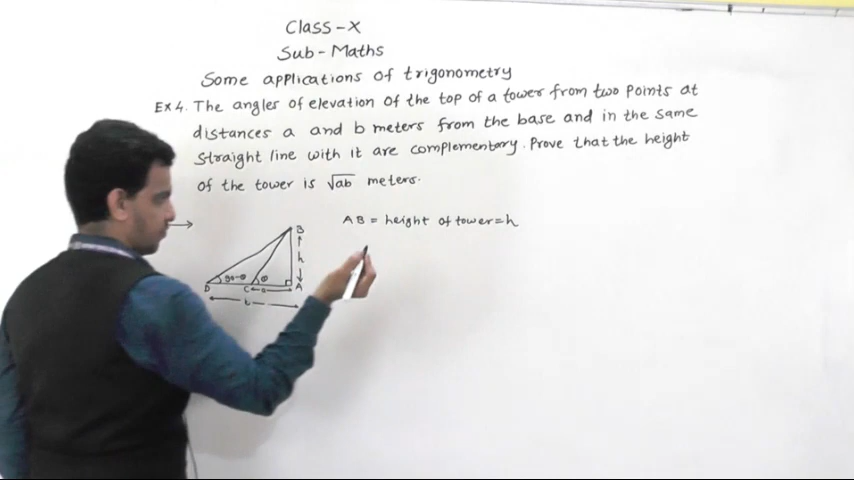 Class-X
Sub-Maths
Some applications of trigonometry
Ex 4. The angles of elevation of the top of a tower from two points at
distances a and b meters from the base and in the same
straight line with it are complementary. Prove that the height
of the tower is √ab meters.
AB = height of tower = h
B
h
90-θ θ
D C a A
b